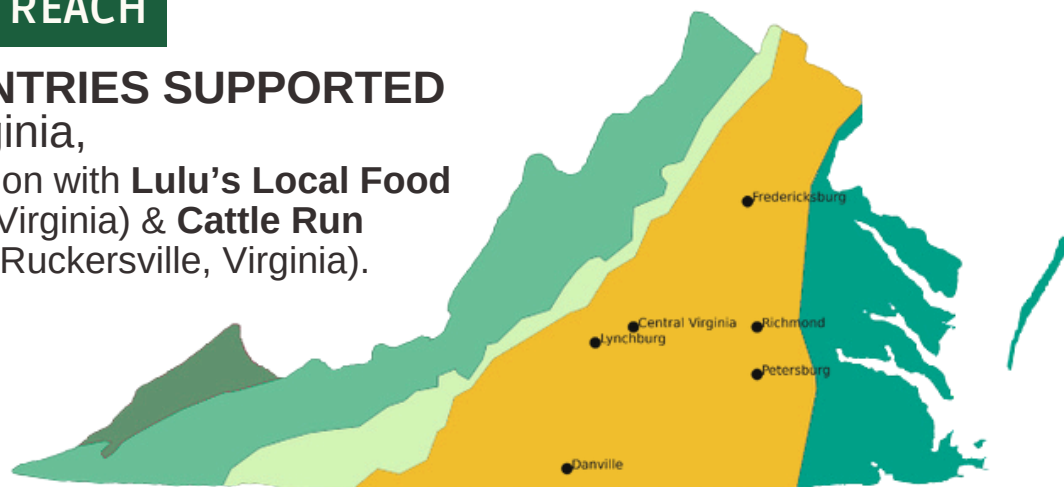 REACH
NTRIES SUPPORTED
ginia,
on with Lulu’s Local Food
Virginia) & Cattle Run
Ruckersville, Virginia).
Fredericksburg
Central Virginia
Richmond
Lynchburg
Petersburg
Danville